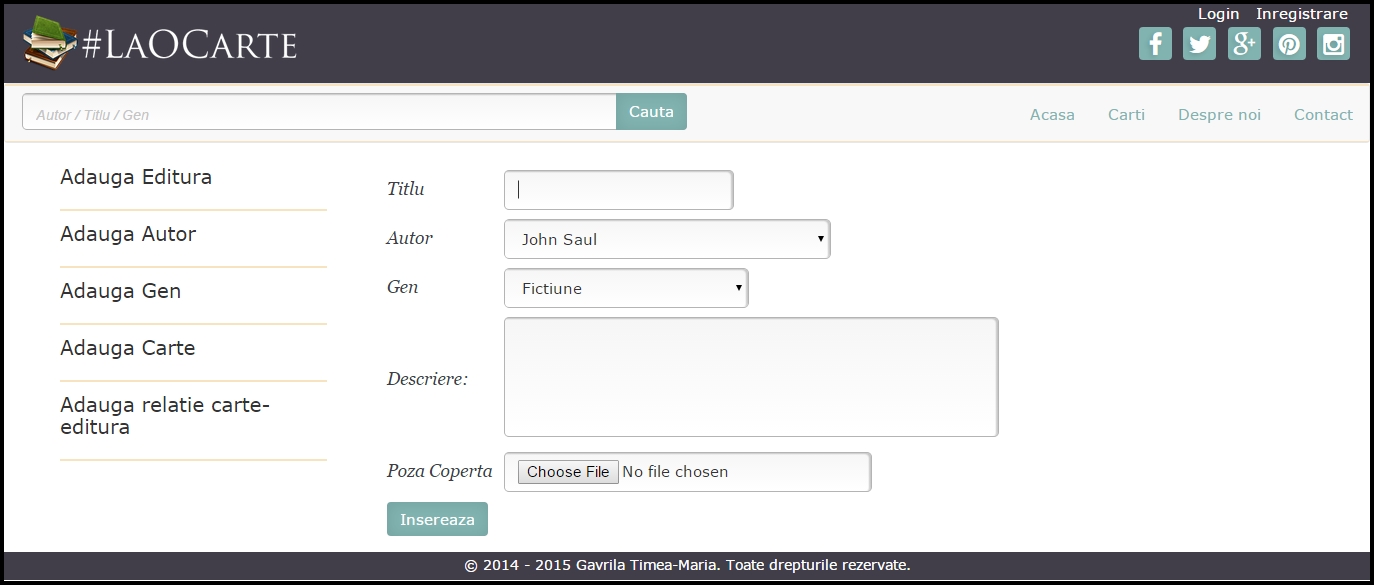 Login Inregistrare
#LaOCarte
Autor / Titlu / Gen Cauta
Acasa Carti Despre noi Contact
Adauga Editura
Adauga Autor
Adauga Gen
Adauga Carte
Adauga relatie carte-
editura
Titlu
Autor John Saul
Gen Fictiune
Descriere:
Poza Coperta Choose File No file chosen
Insereaza
© 2014 - 2015 Gavrila Timea-Maria. Toate drepturile rezervate.